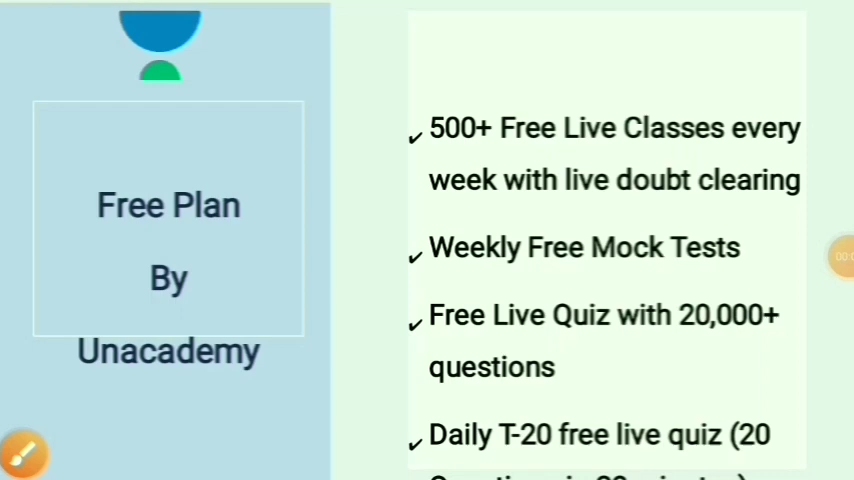 Free Plan
By
Unacademy
✓ 500+ Free Live Classes every
week with live doubt clearing
✓ Weekly Free Mock Tests
✓ Free Live Quiz with 20,000+
questions
✓ Daily T-20 free live quiz (20